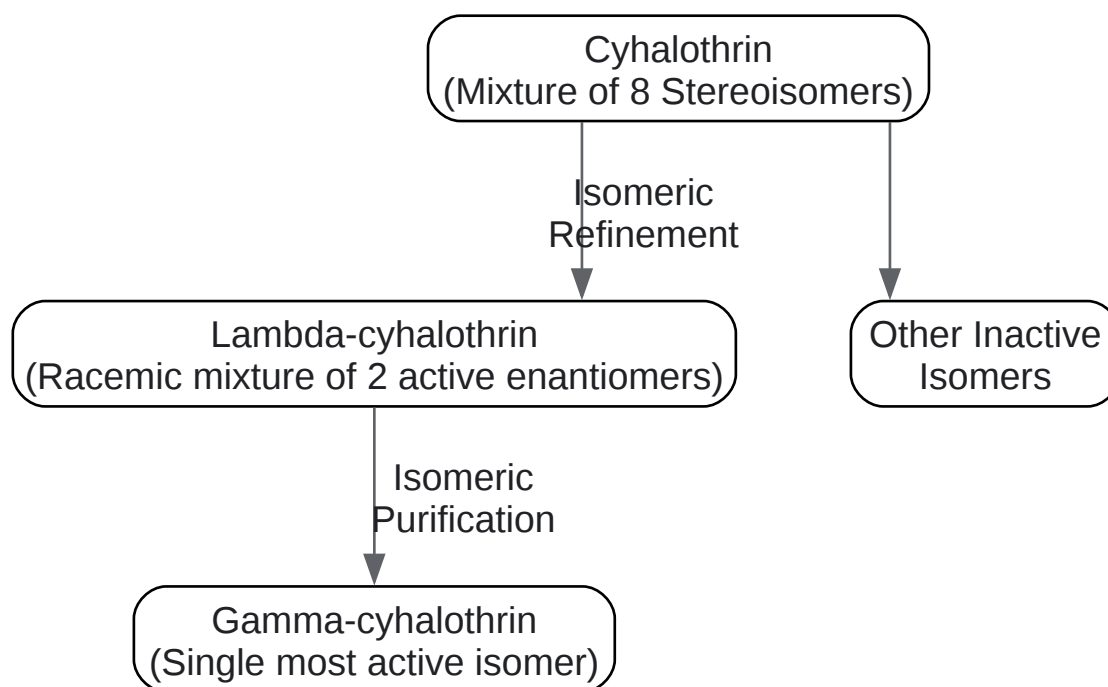 Cyhalothrin
(Mixture of 8 Stereoisomers)
Isomeric
Refinement
Lambda-cyhalothrin
(Racemic mixture of 2 active enantiomers)
Other Inactive
Isomers
Isomeric
Purification
Gamma-cyhalothrin
(Single most active isomer)